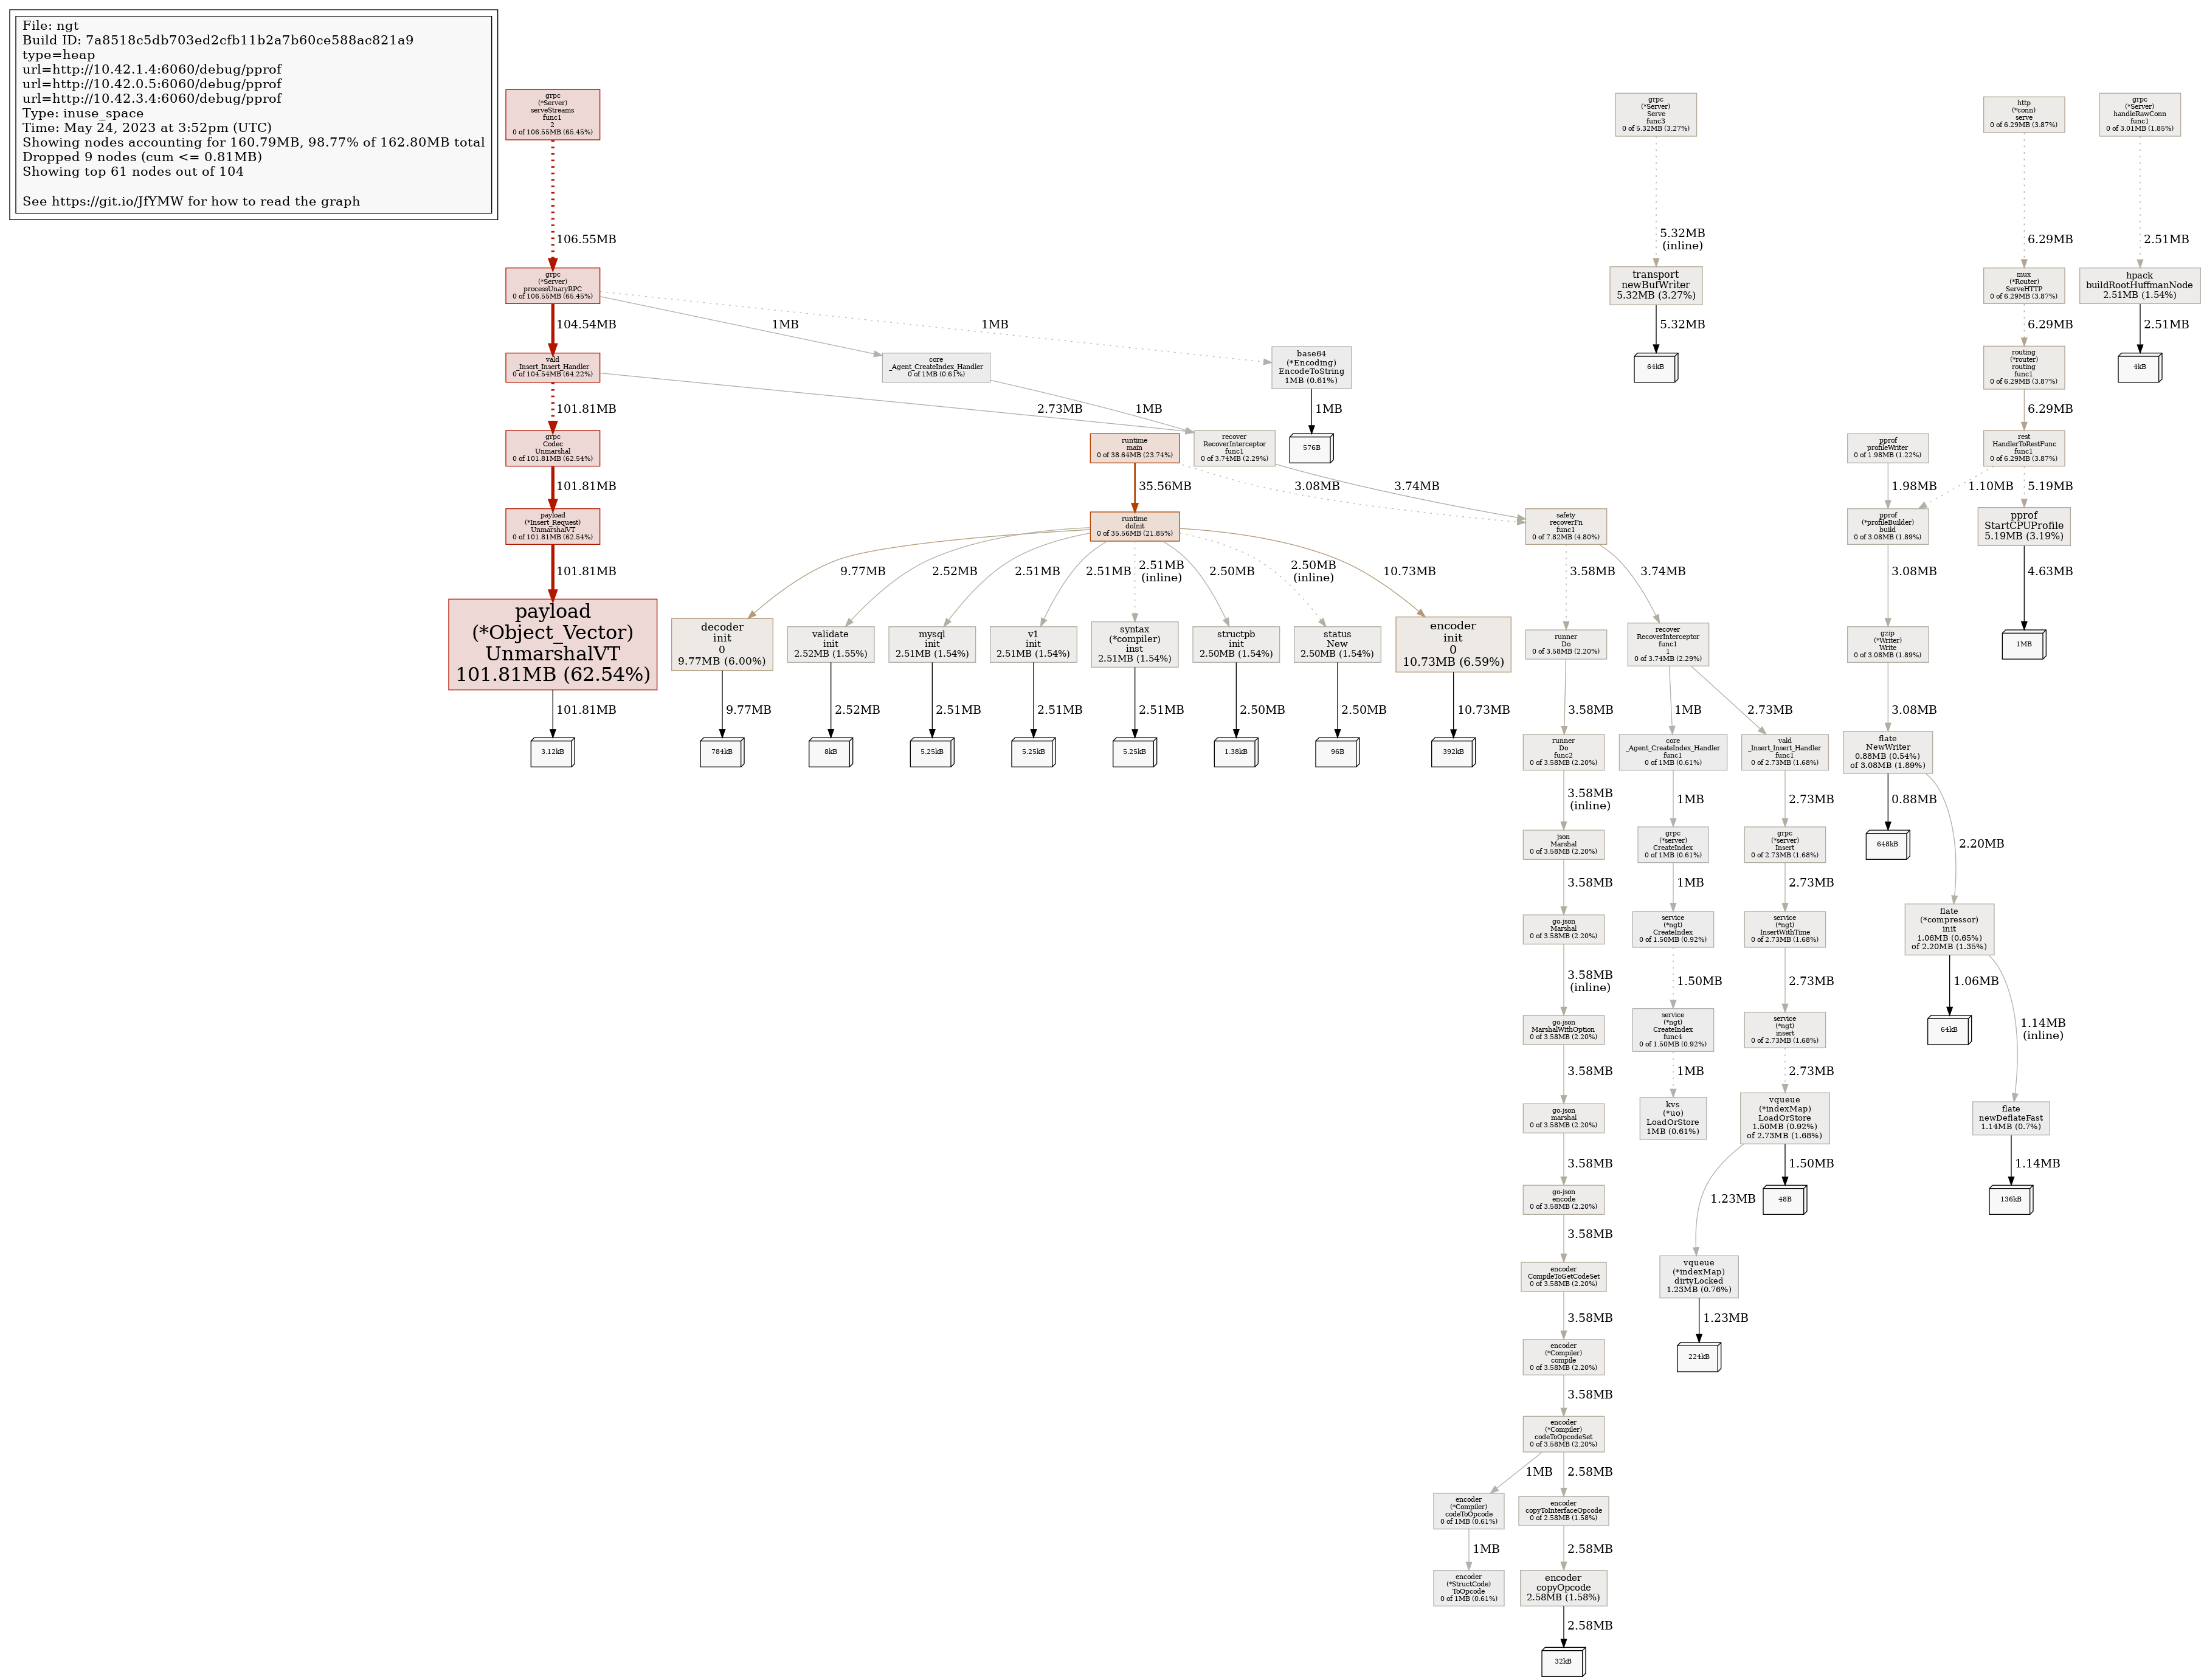 File: ngt
Build ID: 7a8518c5db703ed2cfb11b2a7b60ce588ac821a9
type=heap
url=http://10.42.1.4:6060/debug/pprof
url=http://10.42.0.5:6060/debug/pprof
url=http://10.42.3.4:6060/debug/pprof
Type: inuse_space
Time: May 24, 2023 at 3:52pm (UTC)
Showing nodes accounting for 160.79MB, 98.77% of 162.80MB total
Dropped 9 nodes (cum <= 0.81MB)
Showing top 61 nodes out of 104
See https://git.io/JfYMW for how to read the graph
grpc
(*Server)
serveStreams
func1
2
0 of 106.55MB (65.45%)
grpc
(*Server)
Serve
func3
0 of 5.32MB (3.27%)
http
(*conn)
serve
0 of 6.29MB (3.87%)
grpc
(*Server)
handleRawConn
func1
0 of 3.01MB (1.85%)
106.55MB
5.32MB
(inline)
6.29MB
2.51MB
grpc
(*Server)
processUnaryRPC
0 of 106.55MB (65.45%)
transport
newBufWriter
5.32MB (3.27%)
mux
(*Router)
ServeHTTP
0 of 6.29MB (3.87%)
hpack
buildRootHuffmanNode
2.51MB (1.54%)
104.54MB
1MB
1MB
5.32MB
6.29MB
2.51MB
vald
_Insert_Insert_Handler
0 of 104.54MB (64.22%)
core
_Agent_CreateIndex_Handler
0 of 1MB (0.61%)
base64
(*Encoding)
EncodeToString
1MB (0.61%)
64kB
routing
(*router)
routing
func1
0 of 6.29MB (3.87%)
4kB
101.81MB
2.73MB
1MB
1MB
6.29MB
grpc
Codec
Unmarshal
0 of 101.81MB (62.54%)
runtime
main
0 of 38.64MB (23.74%)
recover
RecoverInterceptor
func1
0 of 3.74MB (2.29%)
576B
pprof
profileWriter
0 of 1.98MB (1.22%)
rest
HandlerToRestFunc
func1
0 of 6.29MB (3.87%)
101.81MB
35.56MB
3.08MB
3.74MB
1.98MB
1.10MB
5.19MB
payload
(*Insert_Request)
UnmarshalVT
0 of 101.81MB (62.54%)
runtime
doInit
0 of 35.56MB (21.85%)
safety
recoverFn
func1
0 of 7.82MB (4.80%)
pprof
(*profileBuilder)
build
0 of 3.08MB (1.89%)
pprof
StartCPUProfile
5.19MB (3.19%)
101.81MB
9.77MB
2.52MB
2.51MB
2.51MB
2.51MB
(inline)
2.50MB
2.50MB
(inline)
10.73MB
3.58MB
3.74MB
3.08MB
4.63MB
payload
(*Object_Vector)
UnmarshalVT
101.81MB (62.54%)
decoder
init
0
9.77MB (6.00%)
validate
init
2.52MB (1.55%)
mysql
init
2.51MB (1.54%)
v1
init
2.51MB (1.54%)
syntax
(*compiler)
inst
2.51MB (1.54%)
structpb
init
2.50MB (1.54%)
status
New
2.50MB (1.54%)
encoder
init
0
10.73MB (6.59%)
runner
Do
0 of 3.58MB (2.20%)
recover
RecoverInterceptor
func1
1
0 of 3.74MB (2.29%)
gzip
(*Writer)
Write
0 of 3.08MB (1.89%)
1MB
101.81MB
9.77MB
2.52MB
2.51MB
2.51MB
2.51MB
2.50MB
2.50MB
10.73MB
3.58MB
1MB
2.73MB
3.08MB
3.12kB
784kB
8kB
5.25kB
5.25kB
5.25kB
1.38kB
96B
392kB
runner
Do
func2
0 of 3.58MB (2.20%)
core
_Agent_CreateIndex_Handler
func1
0 of 1MB (0.61%)
vald
_Insert_Insert_Handler
func1
0 of 2.73MB (1.68%)
flate
NewWriter
0.88MB (0.54%)
of 3.08MB (1.89%)
3.58MB
(inline)
1MB
2.73MB
0.88MB
2.20MB
json
Marshal
0 of 3.58MB (2.20%)
grpc
(*server)
CreateIndex
0 of 1MB (0.61%)
grpc
(*server)
Insert
0 of 2.73MB (1.68%)
648kB
3.58MB
1MB
2.73MB
go-json
Marshal
0 of 3.58MB (2.20%)
service
(*ngt)
CreateIndex
0 of 1.50MB (0.92%)
service
(*ngt)
InsertWithTime
0 of 2.73MB (1.68%)
flate
(*compressor)
init
1.06MB (0.65%)
of 2.20MB (1.35%)
3.58MB
(inline)
1.50MB
2.73MB
1.06MB
1.14MB
(inline)
go-json
MarshalWithOption
0 of 3.58MB (2.20%)
service
(*ngt)
CreateIndex
func4
0 of 1.50MB (0.92%)
service
(*ngt)
insert
0 of 2.73MB (1.68%)
64kB
3.58MB
1MB
2.73MB
go-json
marshal
0 of 3.58MB (2.20%)
kvs
(*uo)
LoadOrStore
1MB (0.61%)
vqueue
(*indexMap)
LoadOrStore
1.50MB (0.92%)
of 2.73MB (1.68%)
flate
newDeflateFast
1.14MB (0.7%)
3.58MB
1.23MB
1.50MB
1.14MB
go-json
encode
0 of 3.58MB (2.20%)
48B
136kB
3.58MB
encoder
CompileToGetCodeSet
0 of 3.58MB (2.20%)
vqueue
(*indexMap)
dirtyLocked
1.23MB (0.76%)
3.58MB
1.23MB
encoder
(*Compiler)
compile
0 of 3.58MB (2.20%)
224kB
3.58MB
encoder
(*Compiler)
codeToOpcodeSet
0 of 3.58MB (2.20%)
1MB
2.58MB
encoder
(*Compiler)
codeToOpcode
0 of 1MB (0.61%)
encoder
copyToInterfaceOpcode
0 of 2.58MB (1.58%)
1MB
2.58MB
encoder
(*StructCode)
ToOpcode
0 of 1MB (0.61%)
encoder
copyOpcode
2.58MB (1.58%)
2.58MB
32kB